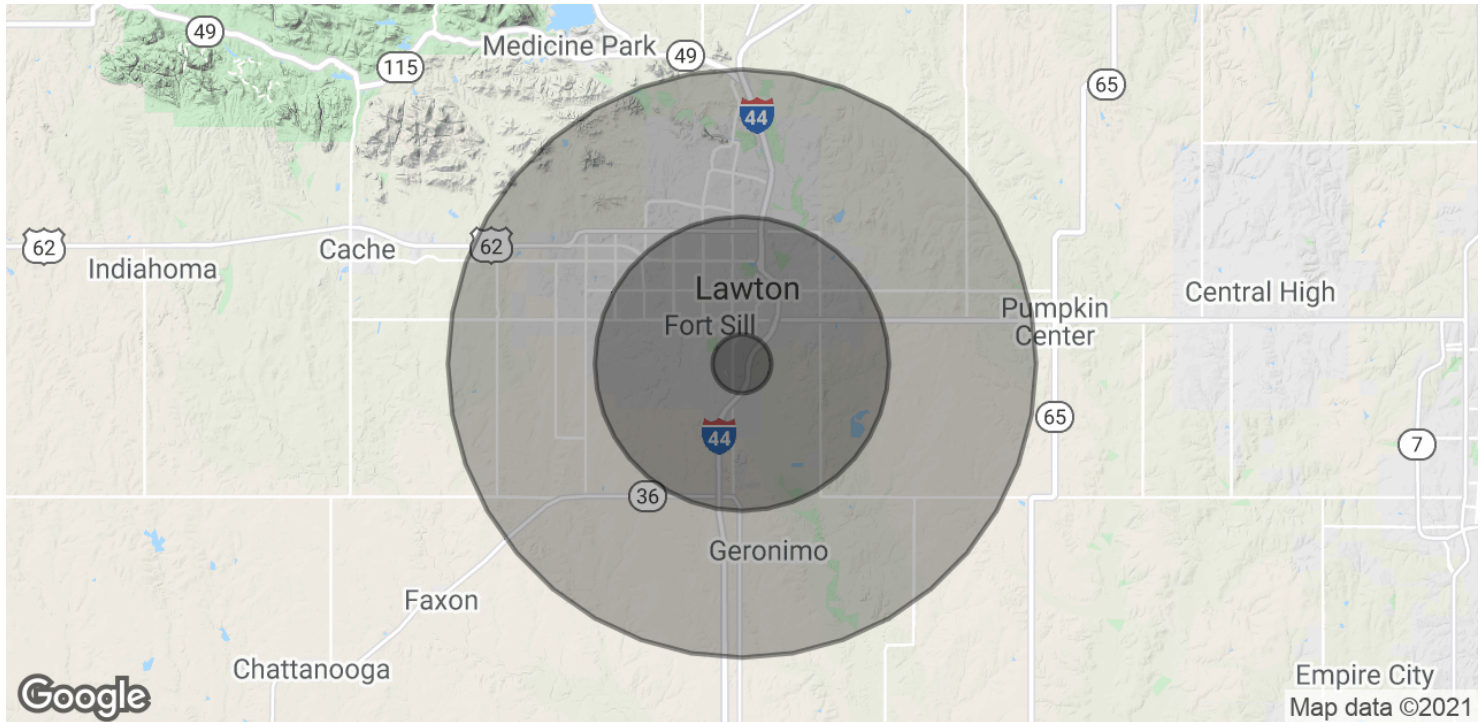 49
Medicine Park
49
115
65
44
62
Cache
62
Indiahoma
Lawton
Central High
Fort Sill
Pumpkin
Center
65
44
7
36
Geronimo
Faxon
Chattanooga
Empire City
Google
Map data ©2021